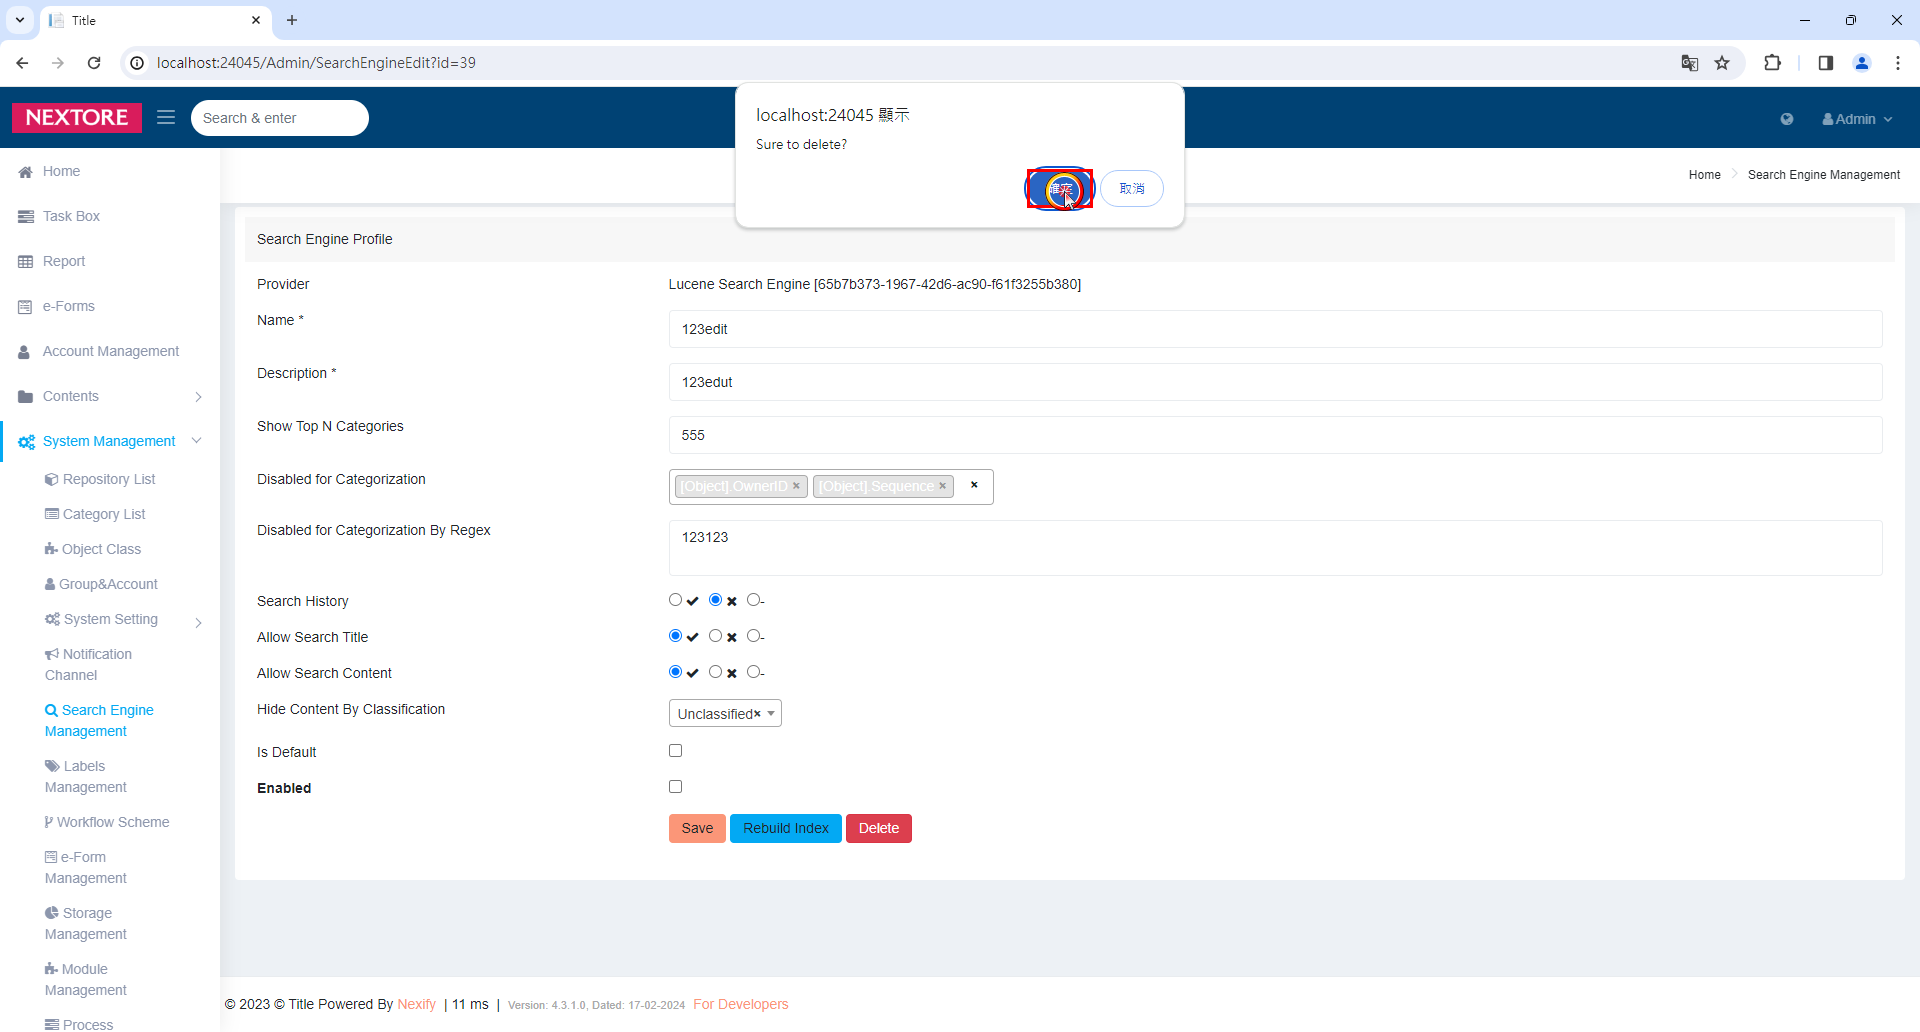 Title
localhost:24045/Admin/SearchEngineEdit?id=39
NEXTORE
Search & enter
Admin
localhost:24045 顯示
Sure to delete?
取消
Home
Search Engine Management
Home
Task Box
Report
e-Forms
Account Management
Contents
System Management
Repository List
Category List
Object Class
Group&Account
System Setting
Notification
Channel
Search Engine
Management
Labels
Management
Workflow Scheme
e-Form
Management
Storage
Management
Module
Management
Process
Search Engine Profile
Provider
Lucene Search Engine [65b7b373-1967-42d6-ac90-f61f3255b380]
Name *
123edit
Description *
123edut
Show Top N Categories
555
Disabled for Categorization
[Object].OwnerID × [Object].Sequence × ×
Disabled for Categorization By Regex
123123
Search History
-
Allow Search Title
-
Allow Search Content
-
Hide Content By Classification
Unclassified×
Is Default
Enabled
Save
Rebuild Index
Delete
© 2023 © Title Powered By Nexify | 11 ms | Version: 4.3.1.0, Dated: 17-02-2024 For Developers